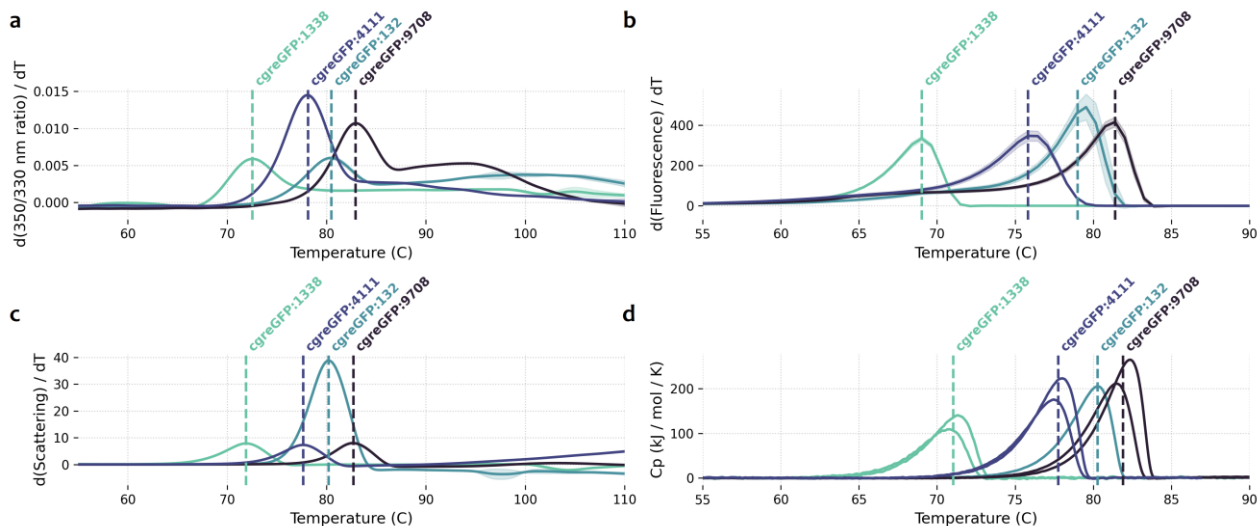 a
cgreGFP:1338
cgreGFP:4111
cgreGFP:132
cgreGFP:9708
d(350/330 nm ratio) / dT
0.015
0.010
0.005
0.000
60 70 80 90 100 110
Temperature (C)
b
cgreGFP:1338
cgreGFP:4111
cgreGFP:132
cgreGFP:9708
d(Fluorescence) / dT
400
200
0
55 60 65 70 75 80 85 90
Temperature (C)
c
cgreGFP:1338
cgreGFP:4111
cgreGFP:132
cgreGFP:9708
d(Scattering) / dT
40
30
20
10
0
60 70 80 90 100 110
Temperature (C)
d
cgreGFP:1338
cgreGFP:4111
cgreGFP:132
cgreGFP:9708
Cp (kJ / mol / K)
200
100
0
55 60 65 70 75 80 85 90
Temperature (C)